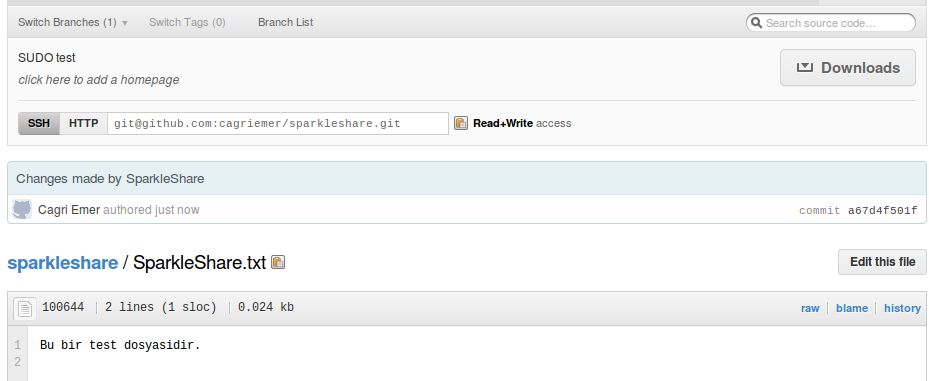 Switch Branches (1) ▾ Switch Tags (0) Branch List Search source code...
SUDO test
click here to add a homepage
Downloads
SSH HTTP git@github.com:cagriemer/sparkleshare.git Read+Write access
Changes made by SparkleShare
Cagri Emer authored just now commit a67d4f501f
sparkleshare / SparkleShare.txt Edit this file
100644 2 lines (1 sloc) 0.024 kb raw blame history
1 Bu bir test dosyasidir.
2